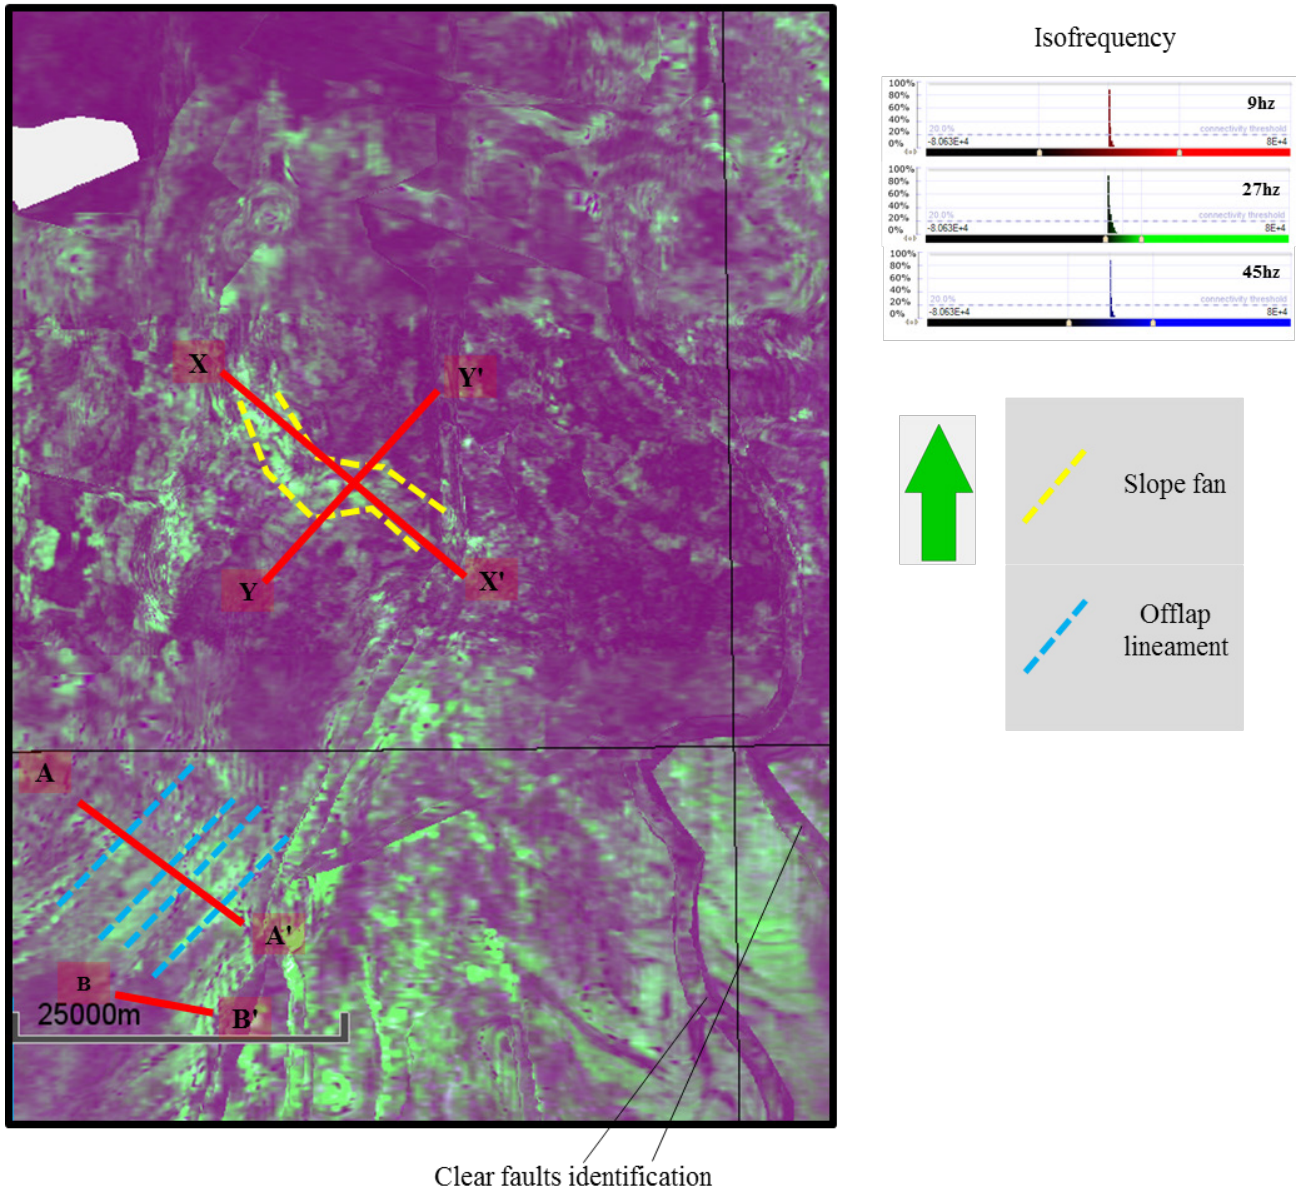 Isofrequency
100%
80%
60%
40%
20%
0%
9hz
20.0%
connectivity threshold
-8.063E+4
8E+4
100%
80%
60%
40%
20%
0%
27hz
20.0%
connectivity threshold
-8.063E+4
8E+4
100%
80%
60%
40%
20%
0%
45hz
20.0%
connectivity threshold
-8.063E+4
8E+4
X
Y'
Y
X'
Slope fan
Offlap
lineament
A
A'
B
B'
25000m
Clear faults identification